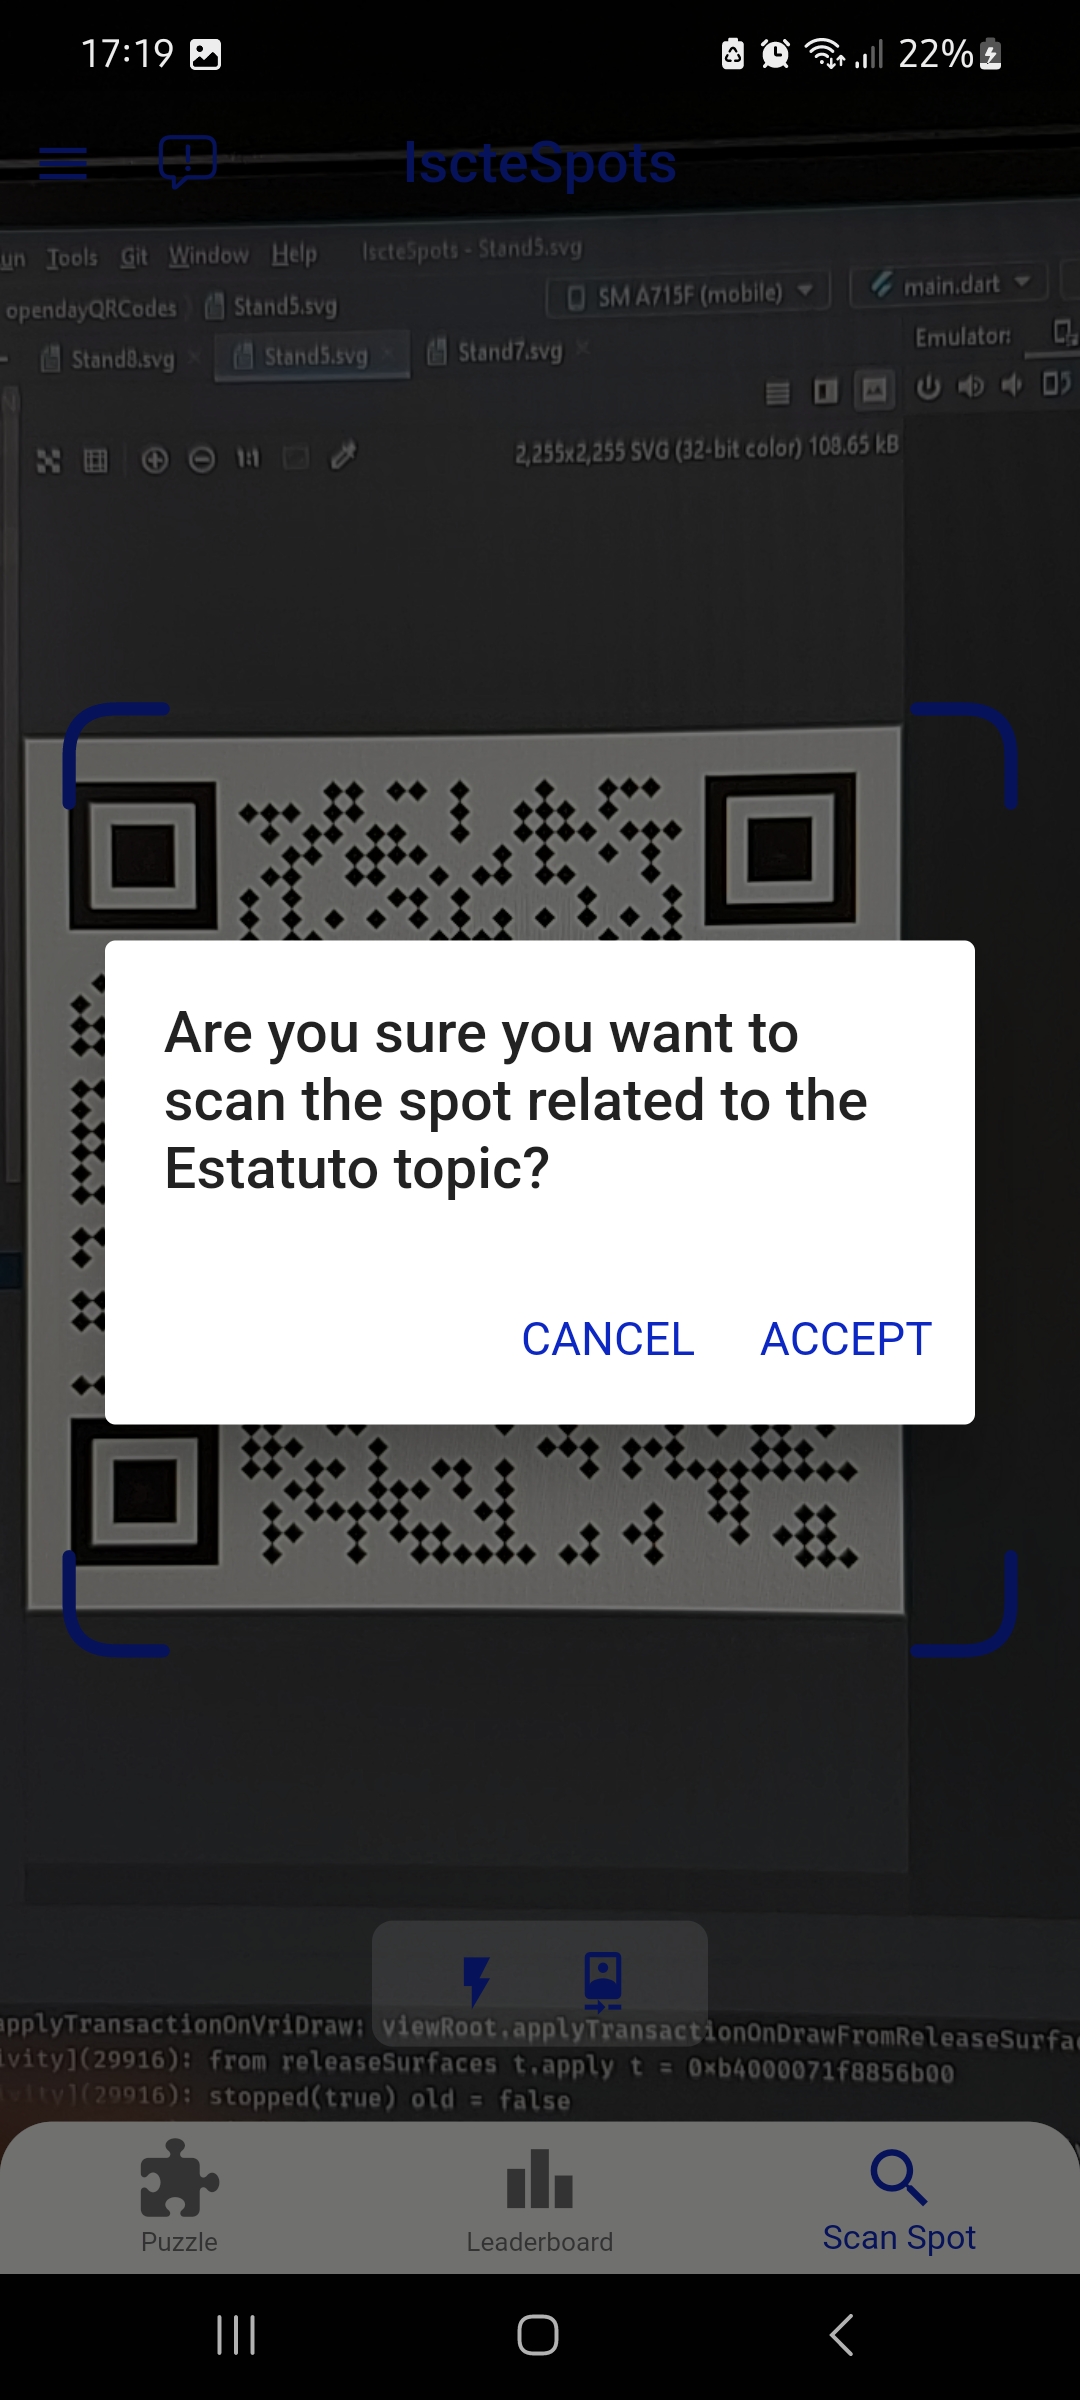 17:19
22%
IscteSpots
un Tools Git Window Help IscteSpots - Stand5.svg
opendayQRCodes Stand5.svg SM A715F (mobile) main.dart
Stand8.svg Stand5.svg Stand7.svg Emulator:
1:1 2,255x2,255 SVG (32-bit color) 108.65 kB
Are you sure you want to
scan the spot related to the
Estatuto topic?
CANCEL ACCEPT
applyTransactionOnVriDraw: viewRoot.applyTransactionOnDrawFromReleaseSurfac
ivity](29916): from releaseSurfaces t.apply t = 0xb4000071f8856b00
ivity](29916): stopped(true) old = false
Puzzle
Leaderboard
Scan Spot